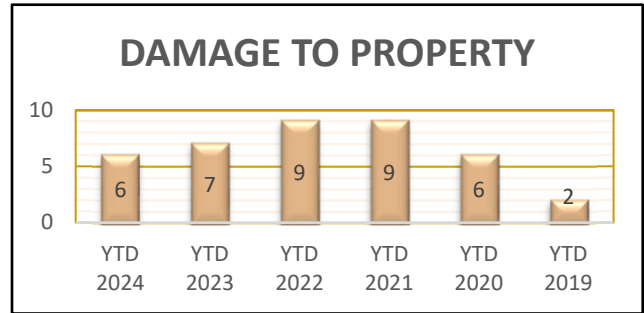 DAMAGE TO PROPERTY
10
5
0
6
7
9
9
6
2
YTD 2024
YTD 2023
YTD 2022
YTD 2021
YTD 2020
YTD 2019